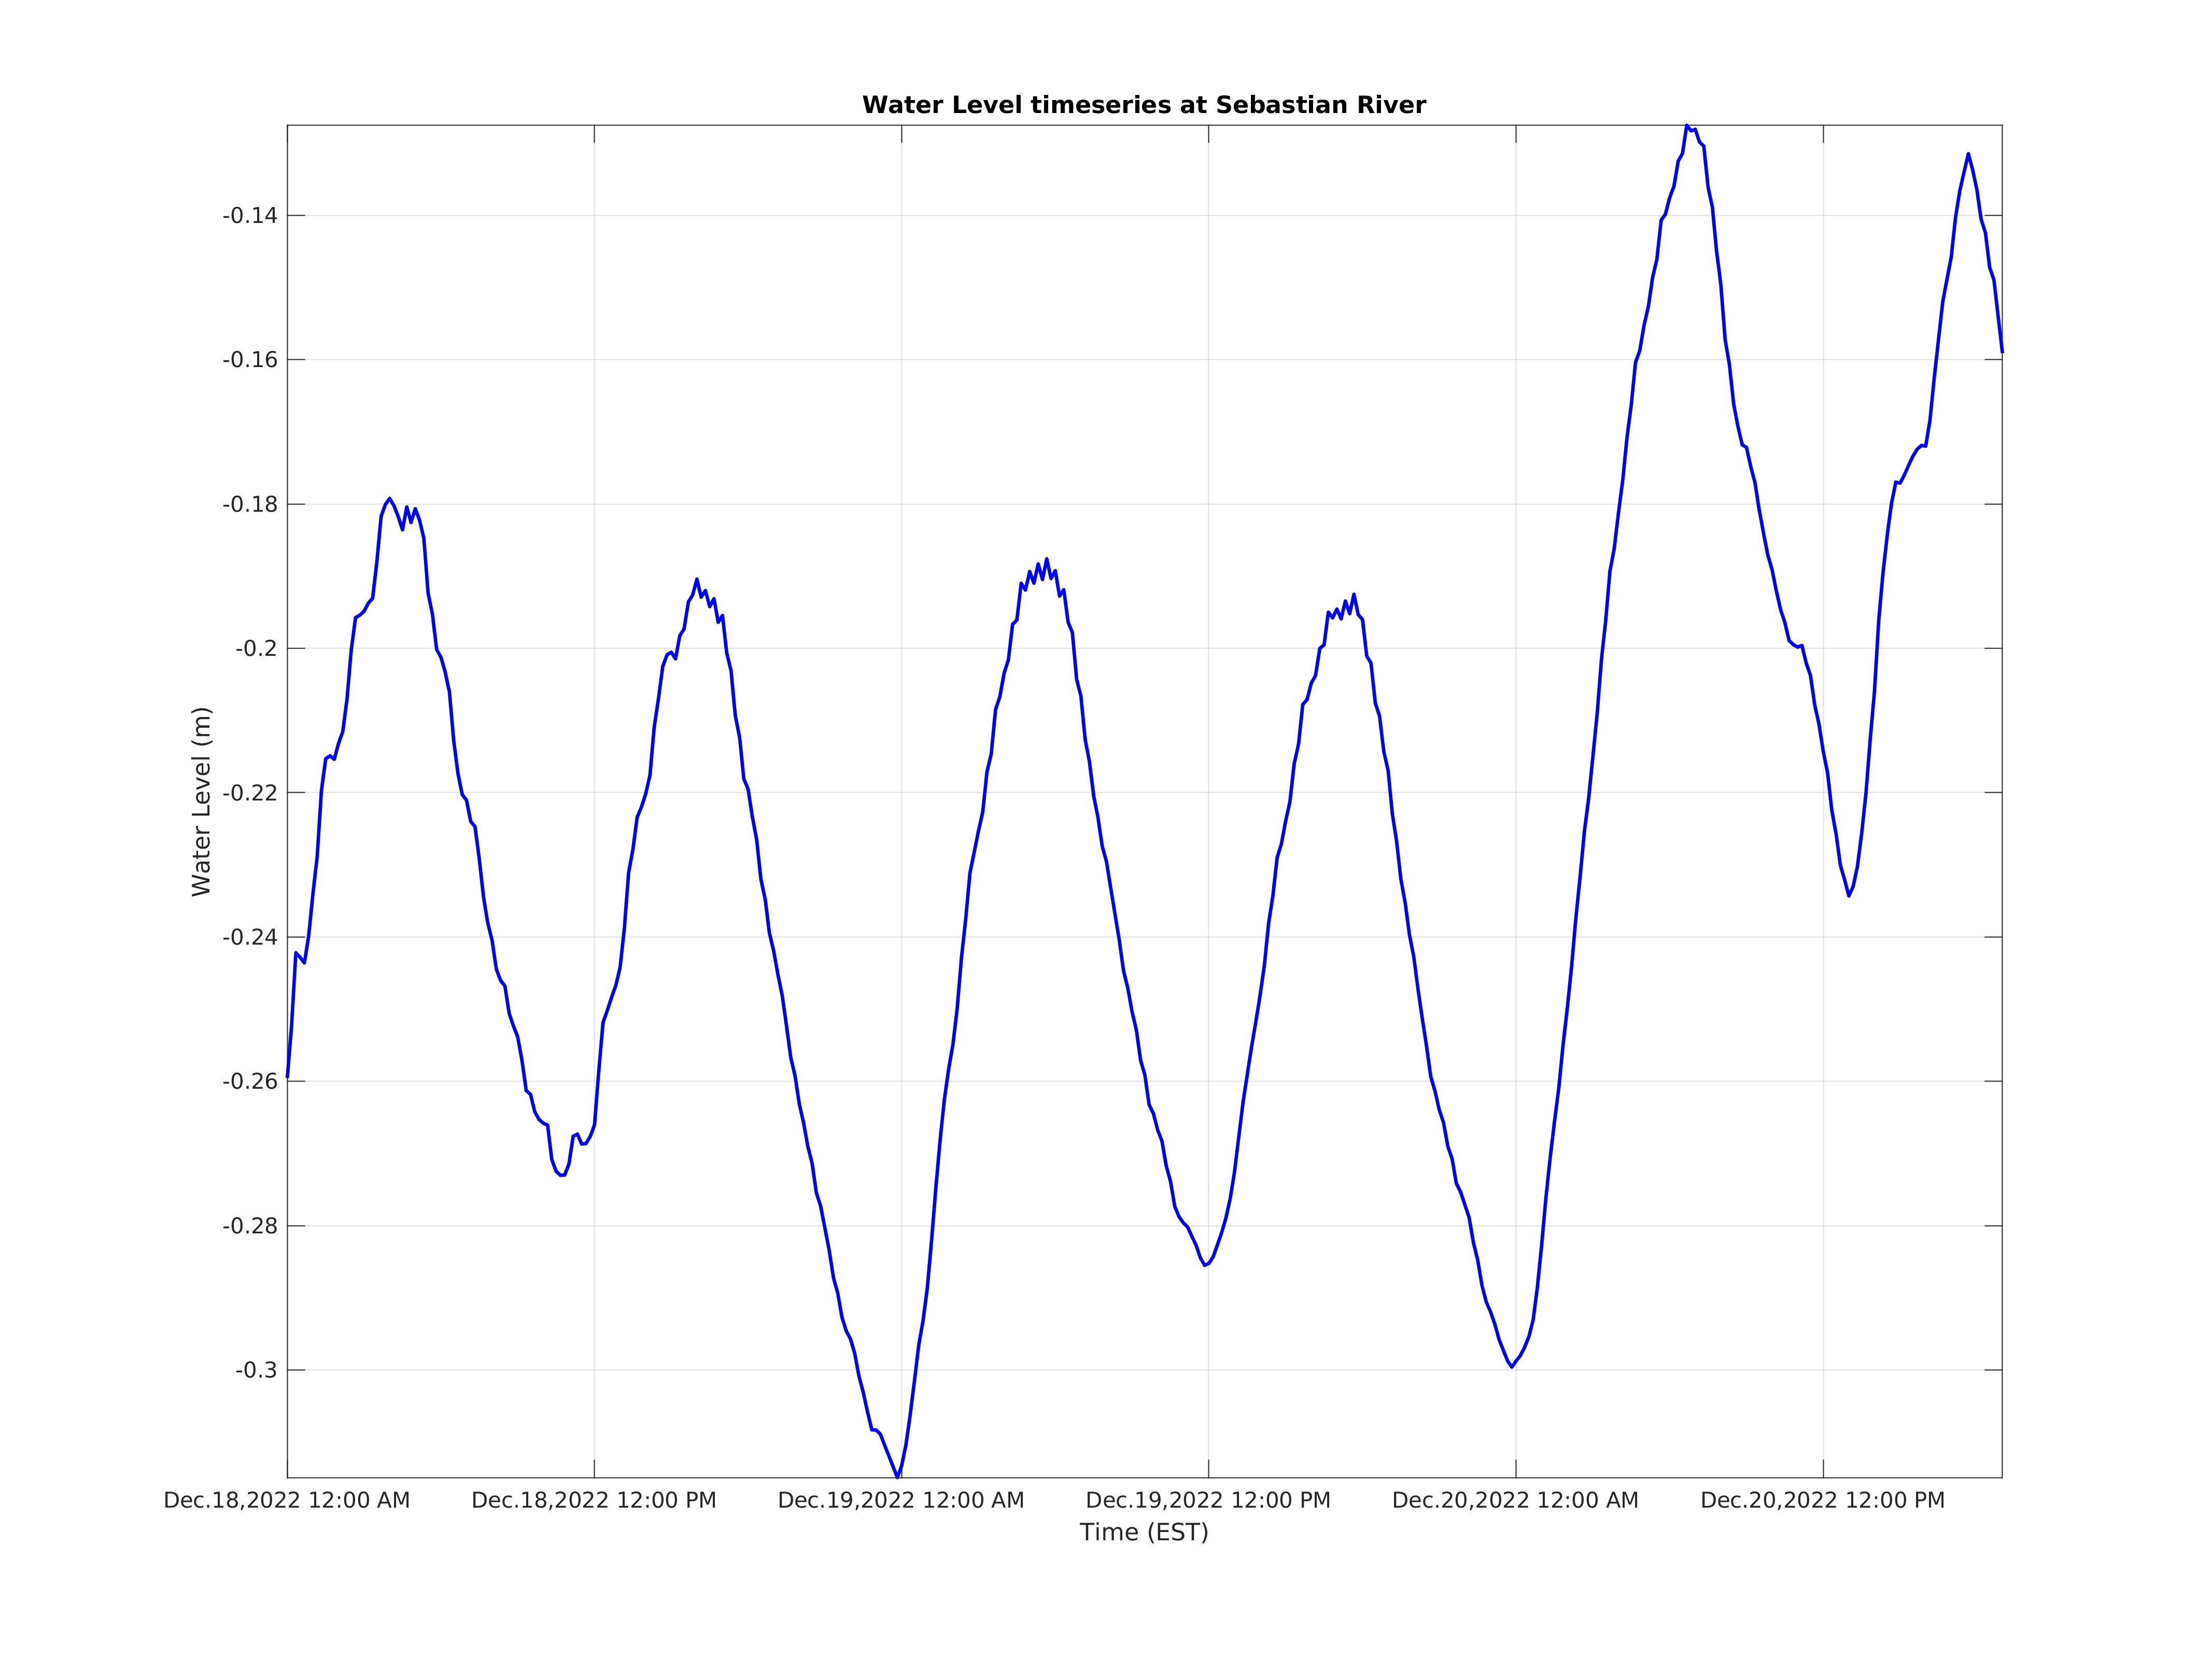 Water Level timeseries at Sebastian River
-0.14
-0.16
-0.18
-0.2
-0.22
-0.24
-0.26
-0.28
-0.3
Water Level (m)
Dec.18,2022 12:00 AM Dec.18,2022 12:00 PM Dec.19,2022 12:00 AM Dec.19,2022 12:00 PM Dec.20,2022 12:00 AM Dec.20,2022 12:00 PM
Time (EST)